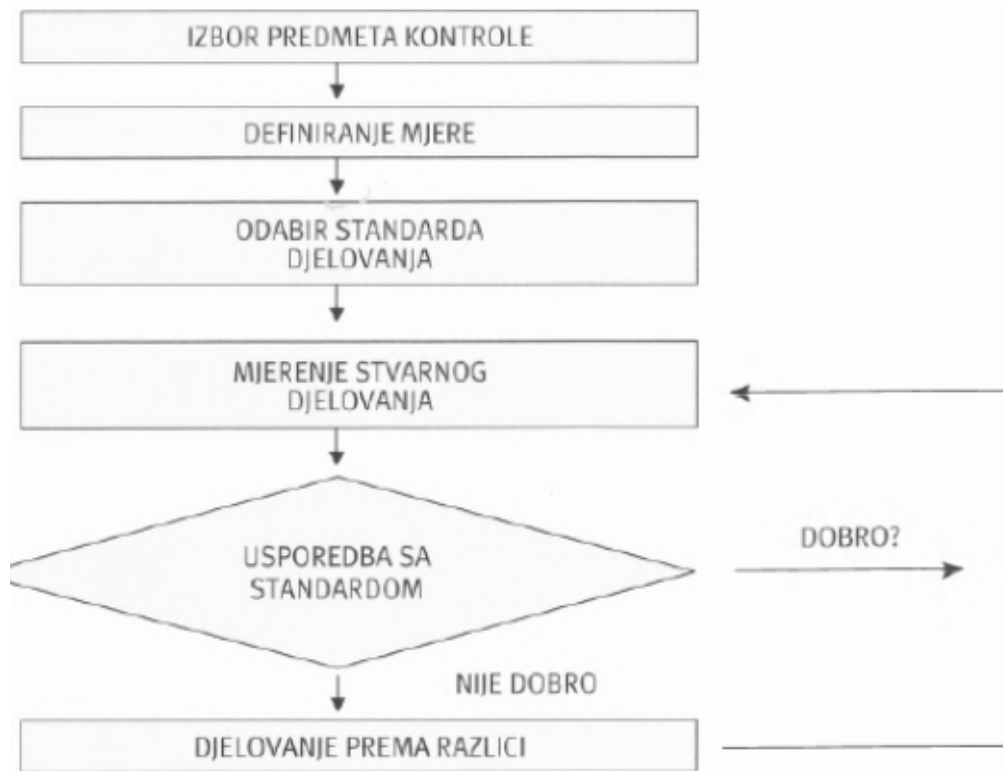 IZBOR PREDMETA KONTROLE
DEFINIRANJE MJERE
ODABIR STANDARDA
DJELOVANJA
MJERENJE STVARNOG
DJELOVANJA
USPOREDBA SA
STANDARDOM
DOBRO?
NIJE DOBRO
DJELOVANJE PREMA RAZLICI